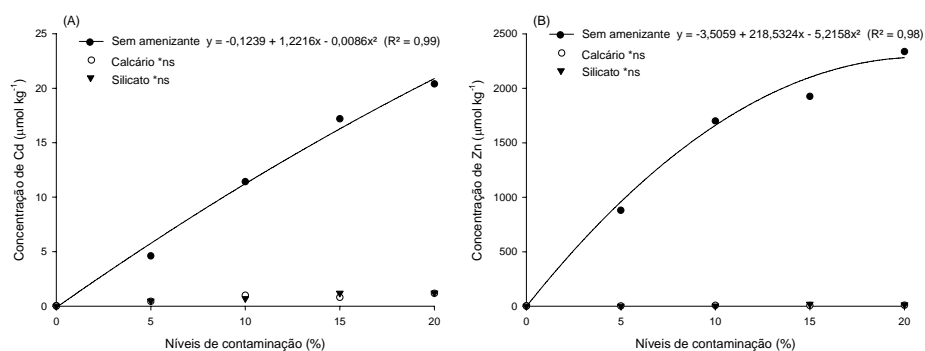 (A)
Sem amenizante y = -0,1239 + 1,2216x - 0,0086x² (R² = 0,99)
Calcário *ns
Silicato *ns
Concentração de Cd (µmol kg⁻¹)
25
20
15
10
5
0
0 5 10 15 20
Níveis de contaminação (%)
(B)
Sem amenizante y = -3,5059 + 218,5324x - 5,2158x² (R² = 0,98)
Calcário *ns
Silicato *ns
Concentração de Zn (µmol kg⁻¹)
2500
2000
1500
1000
500
0
0 5 10 15 20
Níveis de contaminação (%)